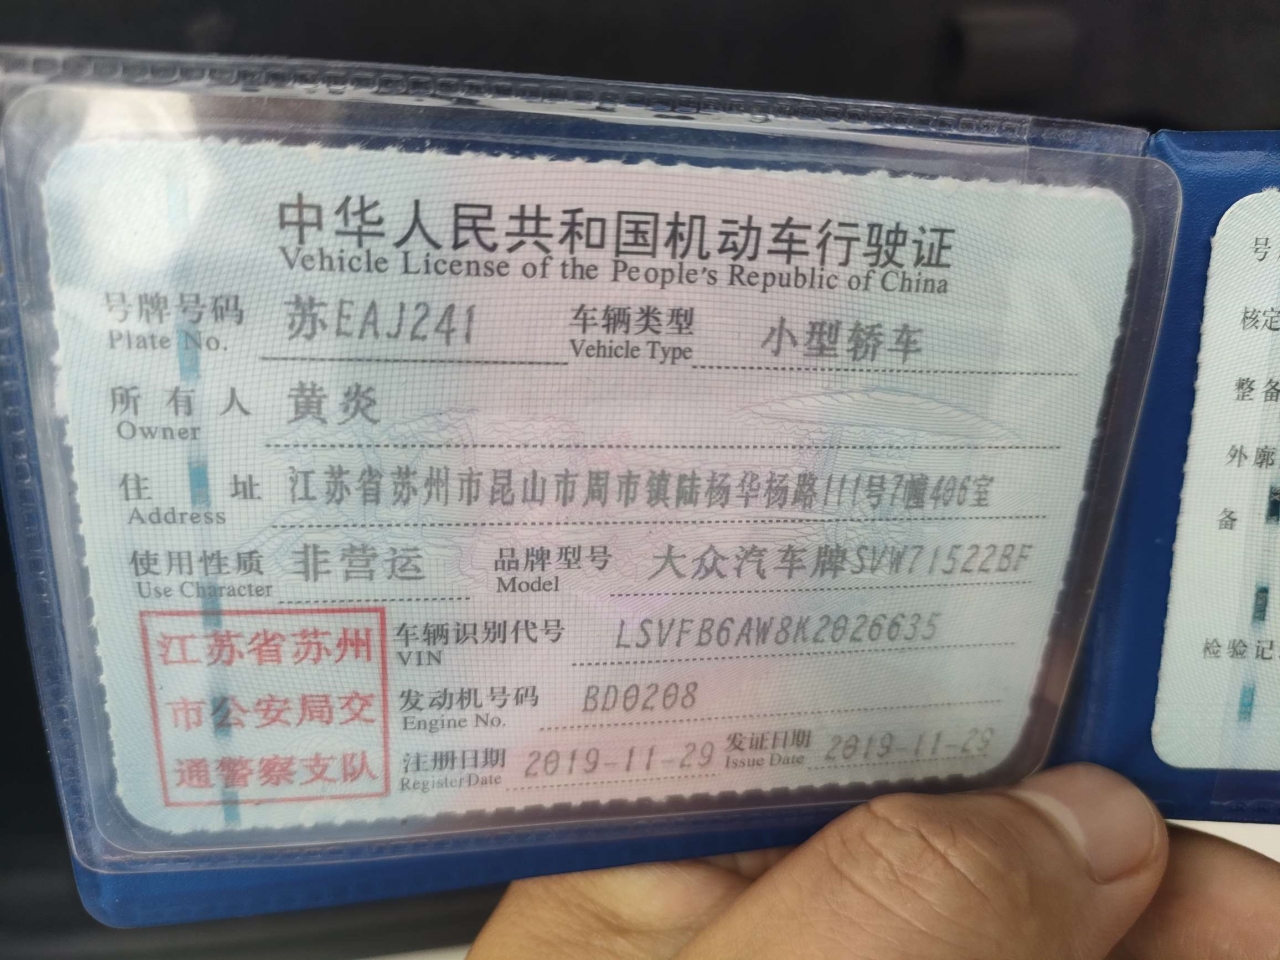 中华人民共和国机动车行驶证
Vehicle License of the People's Republic of China
号牌号码 苏EAJ241 车辆类型 小型轿车
Plate No. Vehicle Type
所有人 黄炎
Owner
住址 江苏省苏州市昆山市周市镇陆杨华杨路111号7幢406室
Address
使用性质 非营运 品牌型号 大众汽车牌SVW71522BF
Use Character Model
江苏省苏州
市公安局交
通警察支队
车辆识别代号 LSVFB6AW8K2026635
VIN
发动机号码 BD0208
Engine No.
注册日期 2019-11-29 发证日期 2019-11-29
Register Date Issue Date
号
核定
整备
外廓
备
检验记